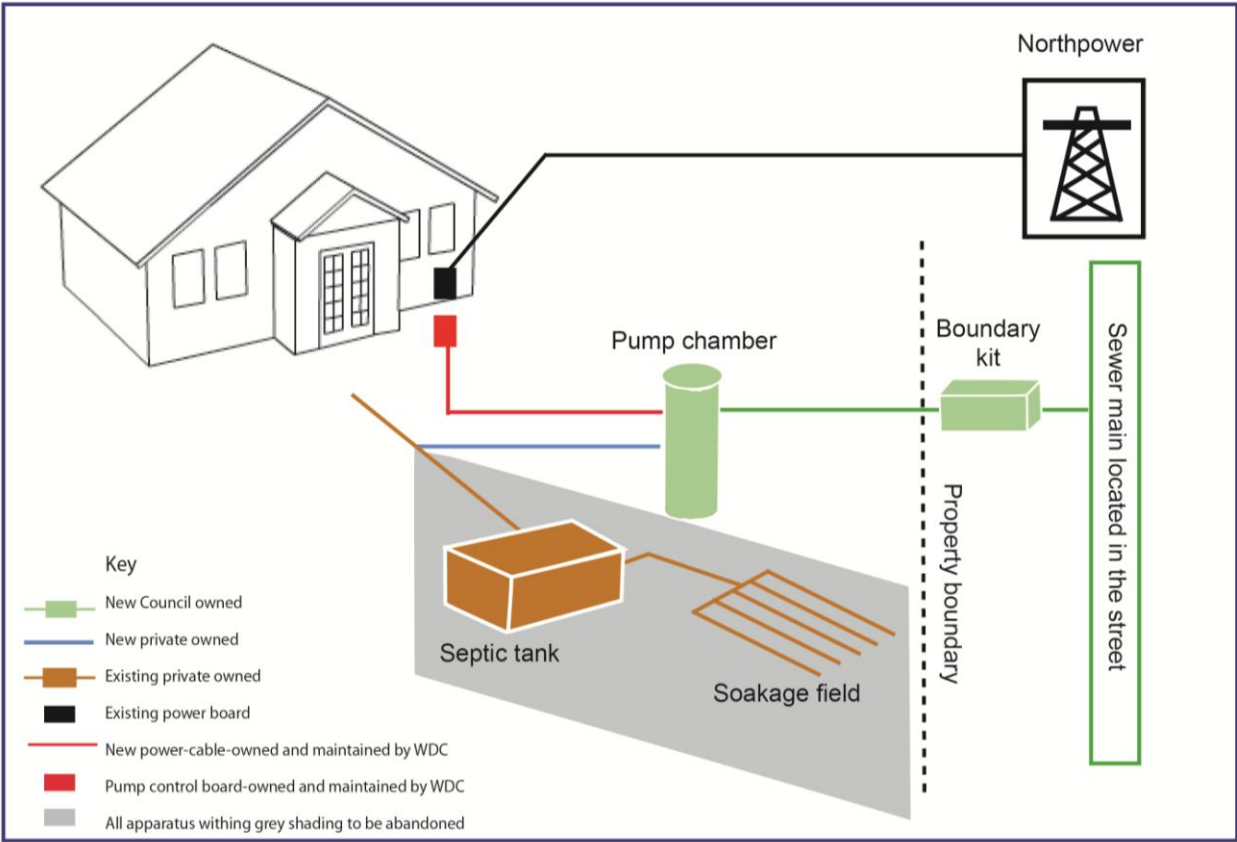 Northpower
Pump chamber
Boundary
kit
Sewer main located in the street
Property boundary
Septic tank
Soakage field
Key
New Council owned
New private owned
Existing private owned
Existing power board
New power-cable-owned and maintained by WDC
Pump control board-owned and maintained by WDC
All apparatus withing grey shading to be abandoned